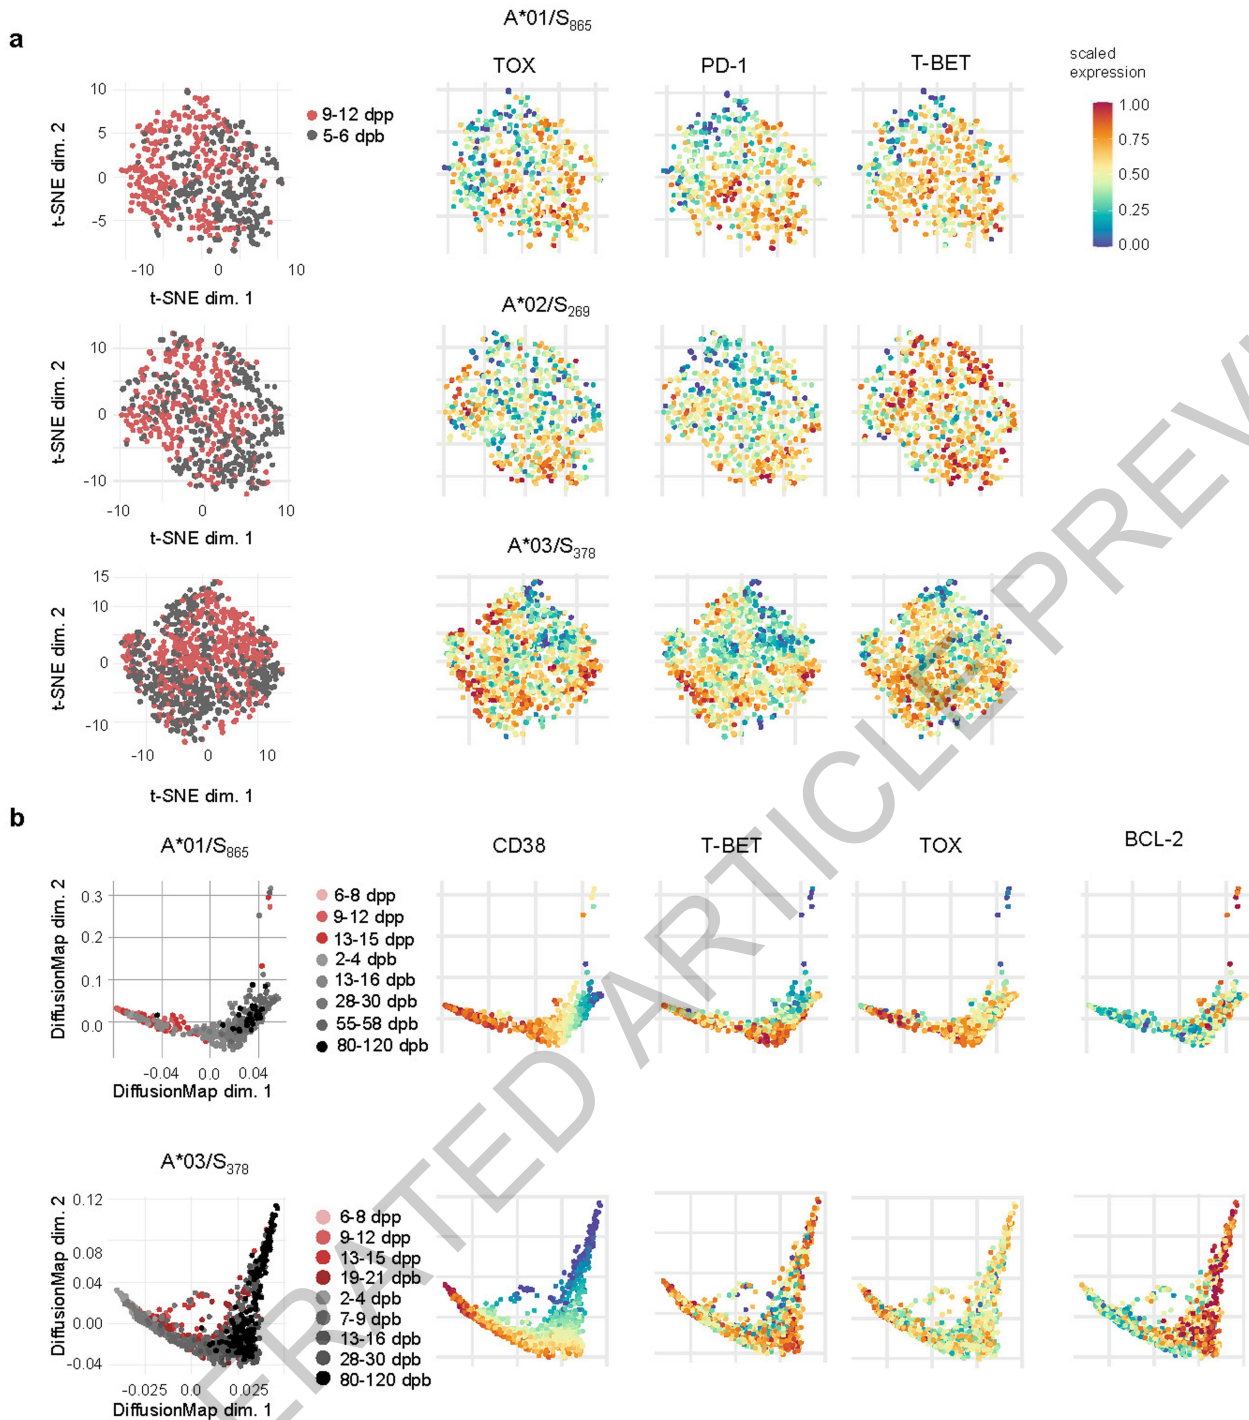 A*01/S865
a
TOX
PD-1
T-BET
scaled
expression
1.00
0.75
0.50
0.25
0.00
9-12 dpp
5-6 dpb
t-SNE dim. 2
10
5
0
-5
-10
0
10
t-SNE dim. 1
A*02/S269
t-SNE dim. 2
10
0
-10
-10
0
10
t-SNE dim. 1
A*03/S378
t-SNE dim. 2
15
10
0
-10
-10
0
10
t-SNE dim. 1
b
A*01/S865
CD38
T-BET
TOX
BCL-2
DiffusionMap dim. 2
0.3
0.2
0.1
0.0
-0.04
0.0
0.04
DiffusionMap dim. 1
6-8 dpp
9-12 dpp
13-15 dpp
2-4 dpb
13-16 dpb
28-30 dpb
55-58 dpb
80-120 dpb
A*03/S378
DiffusionMap dim. 2
0.12
0.08
0.04
0.00
-0.04
-0.025
0.0
0.025
DiffusionMap dim. 1
6-8 dpp
9-12 dpp
13-15 dpp
19-21 dpb
2-4 dpb
7-9 dpb
13-16 dpb
28-30 dpb
80-120 dpb
ERATED ARTICLE PREV